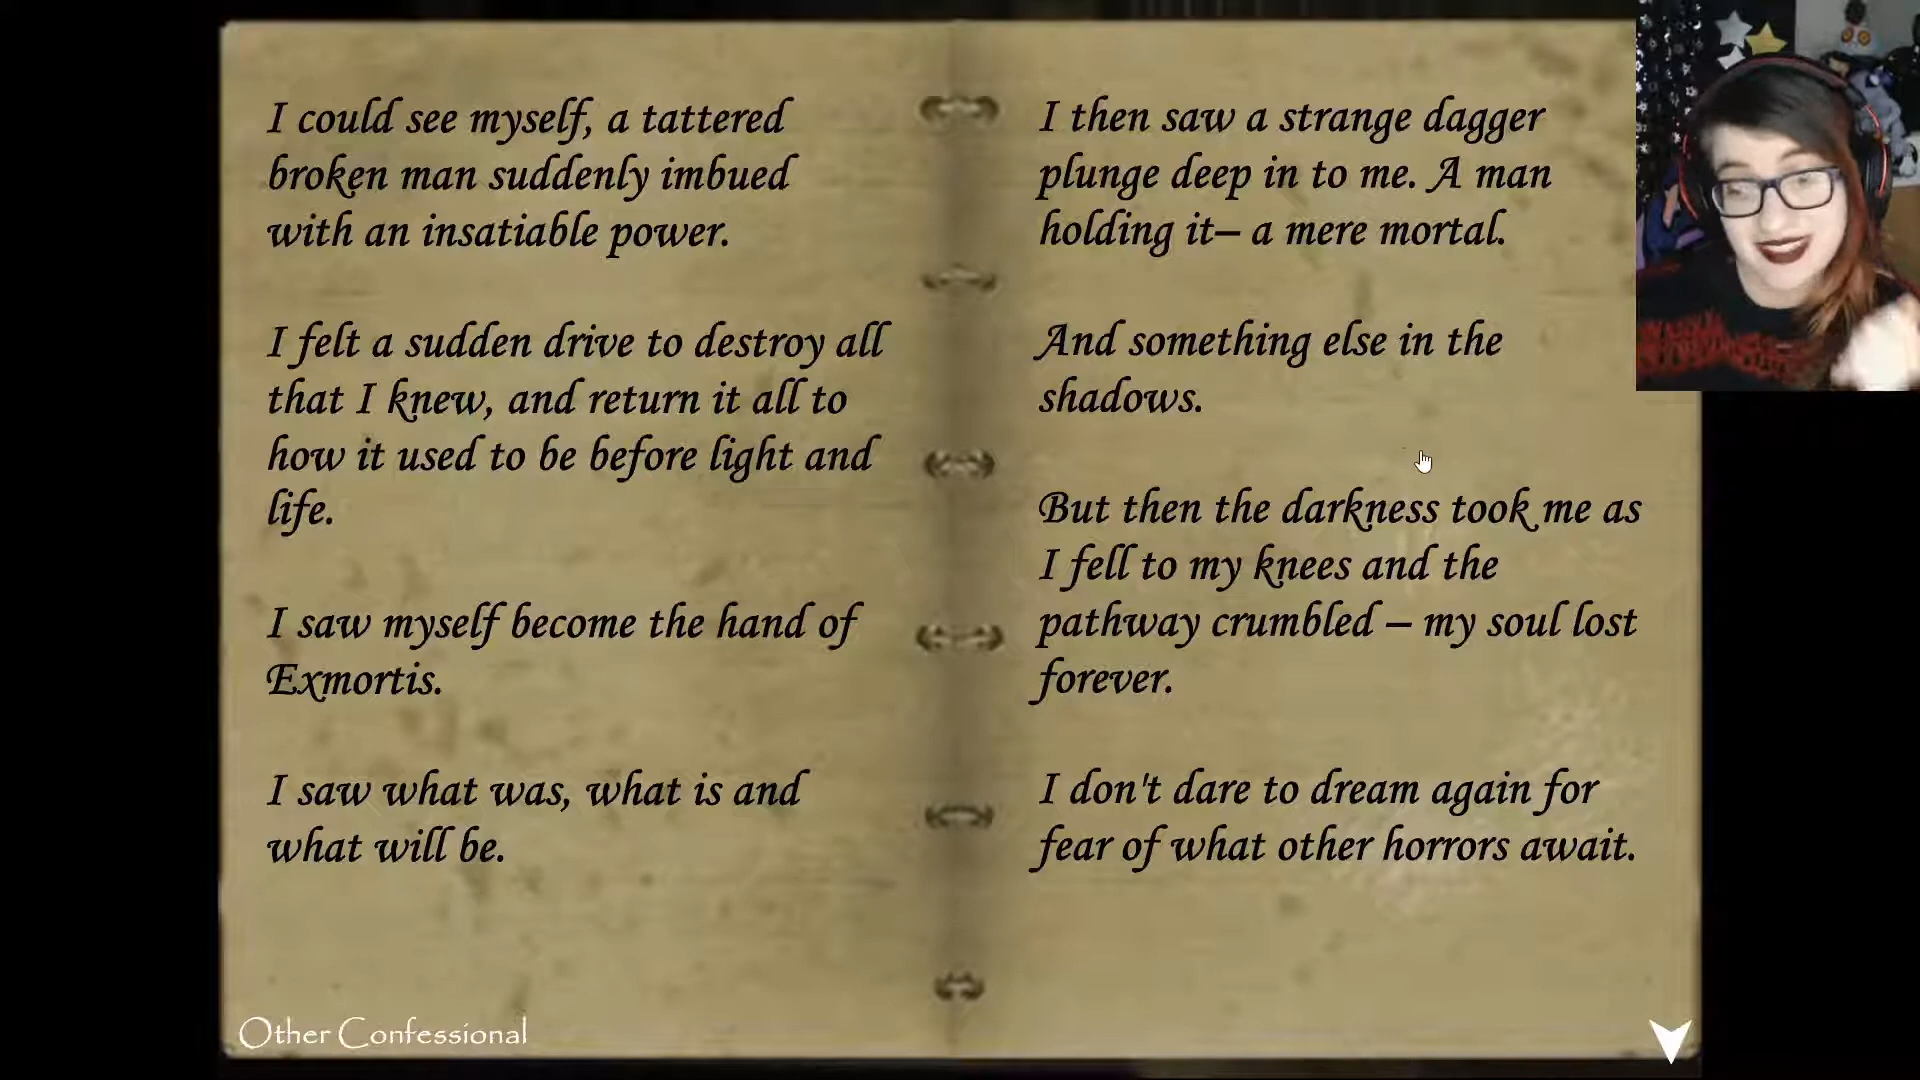 I could see myself, a tattered
broken man suddenly imbued
with an insatiable power.
I felt a sudden drive to destroy all
that I knew, and return it all to
how it used to be before light and
life.
I saw myself become the hand of
Exmortis.
I saw what was, what is and
what will be.
I then saw a strange dagger
plunge deep in to me. A man
holding it– a mere mortal.
And something else in the
shadows.
But then the darkness took me as
I fell to my knees and the
pathway crumbled – my soul lost
forever.
I don't dare to dream again for
fear of what other horrors await.
Other Confessional